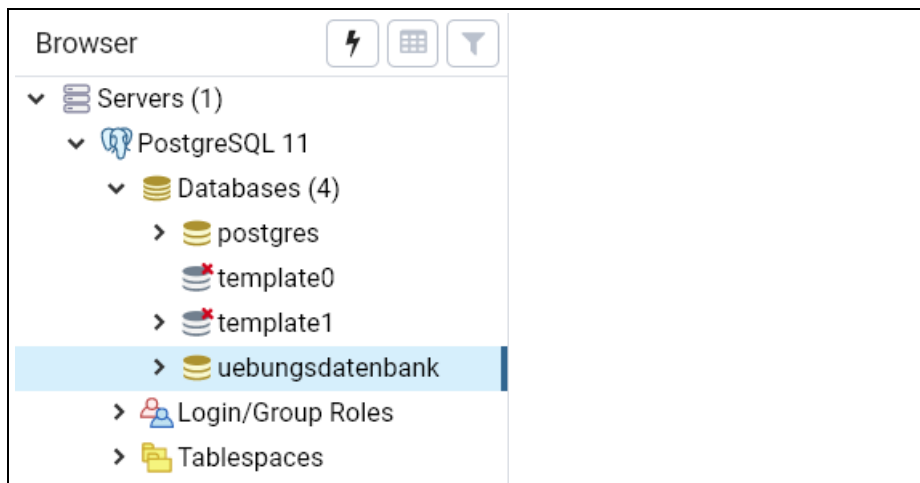 Browser
Servers (1)
PostgreSQL 11
Databases (4)
postgres
template0
template1
uebungsdatenbank
Login/Group Roles
Tablespaces